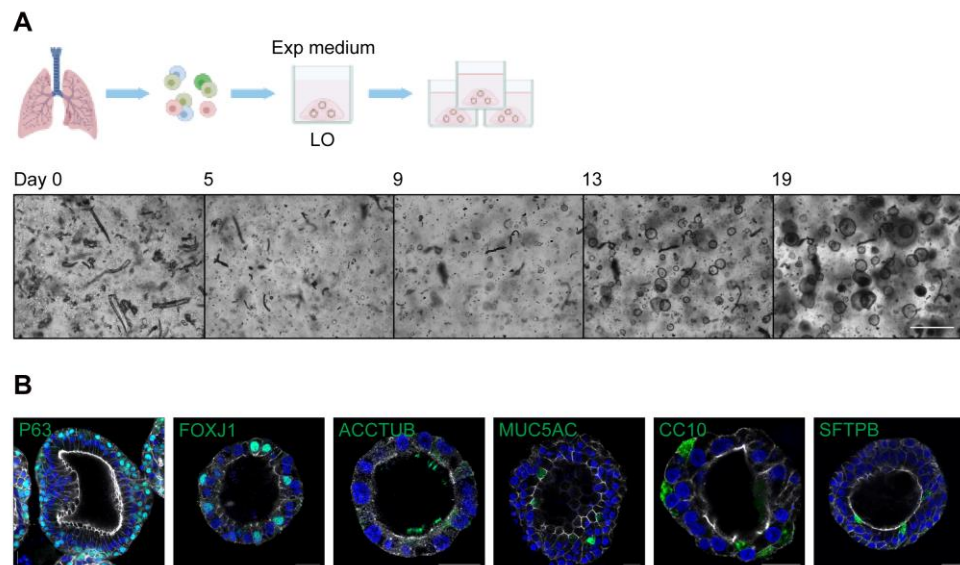 A
Exp medium
LO
Day 0 5 9 13 19
B
P63 FOXJ1 ACCTUB MUC5AC CC10 SFTPB